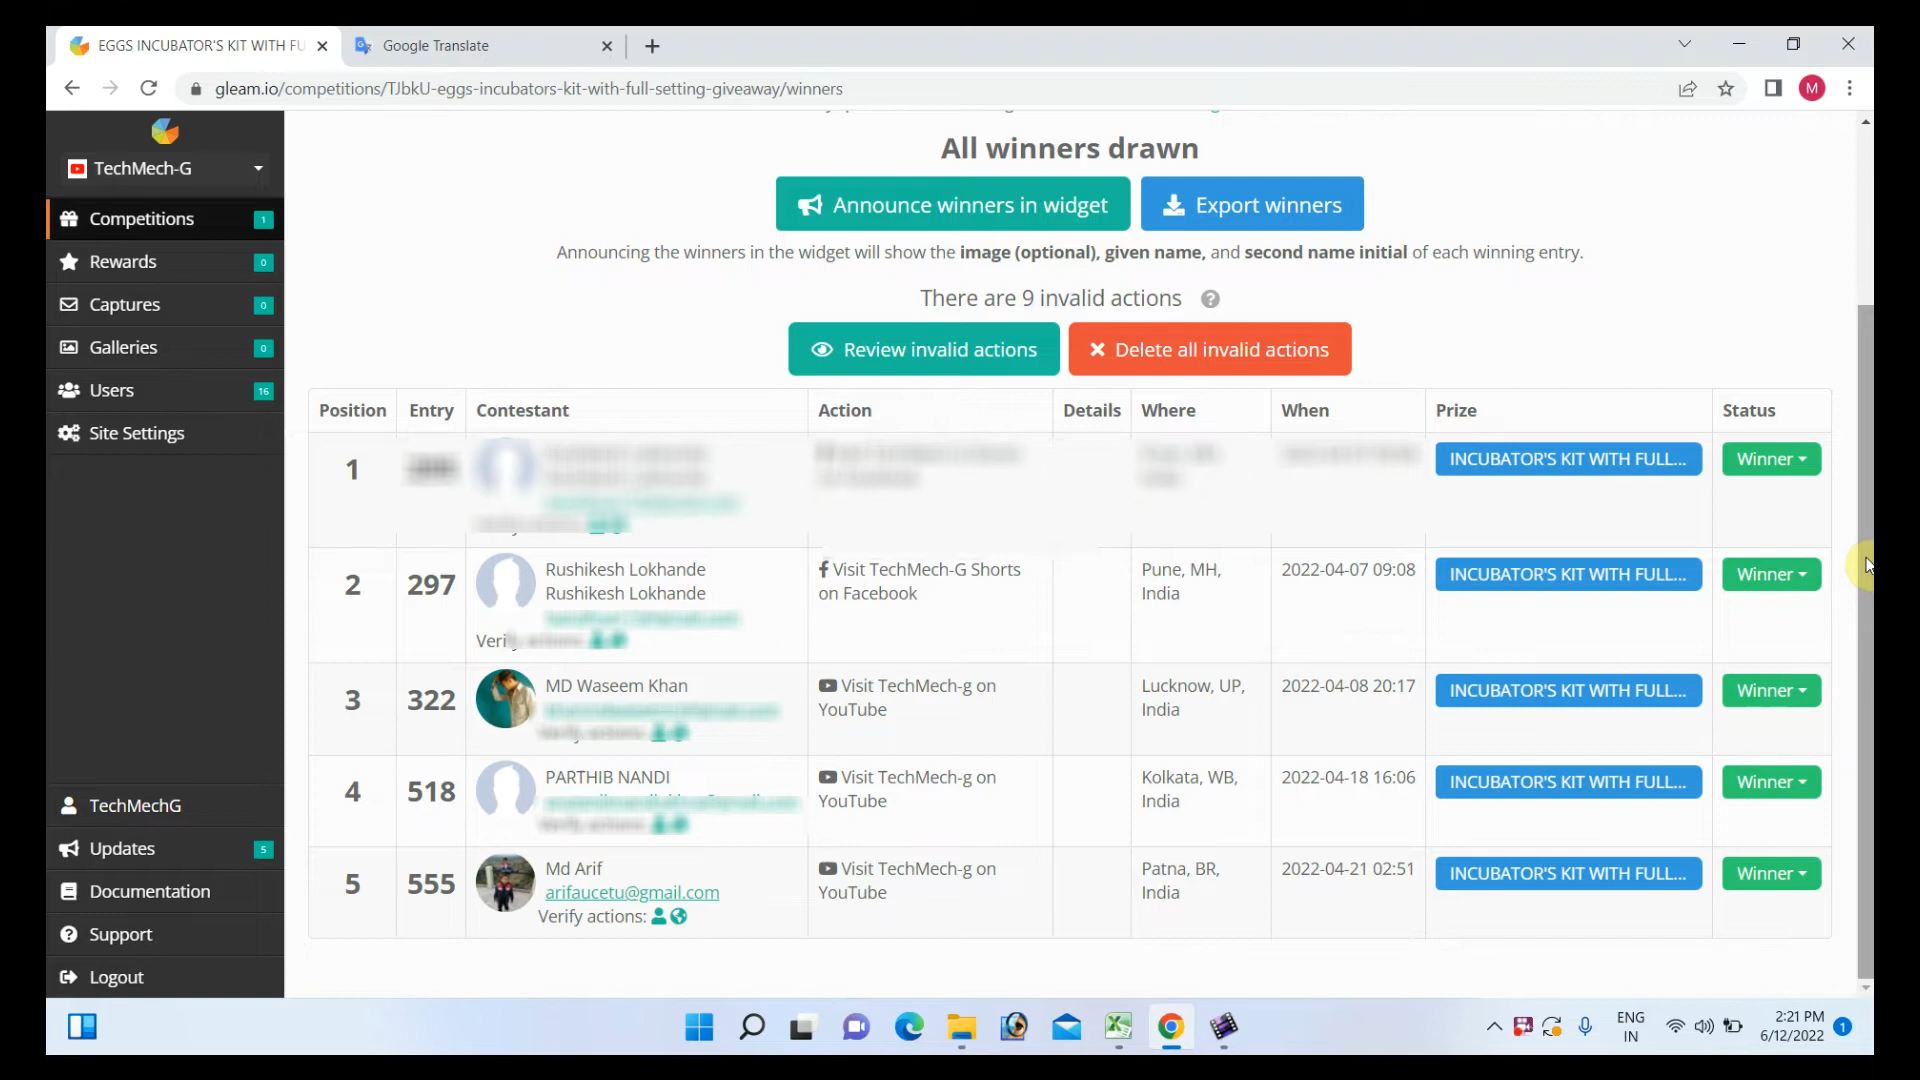 EGGS INCUBATOR'S KIT WITH FU
Google Translate
gleam.io/competitions/TJbkU-eggs-incubators-kit-with-full-setting-giveaway/winners
M
TechMech-G
Competitions 1
Rewards 0
Captures 0
Galleries 0
Users 16
Site Settings
TechMechG
Updates 5
Documentation
Support
Logout
All winners drawn
Announce winners in widget
Export winners
Announcing the winners in the widget will show the image (optional), given name, and second name initial of each winning entry.
There are 9 invalid actions ?
Review invalid actions
Delete all invalid actions
Position Entry Contestant Action Details Where When Prize Status
1 INCUBATOR'S KIT WITH FULL... Winner
2 297 Rushikesh Lokhande Visit TechMech-G Shorts Pune, MH, 2022-04-07 09:08 INCUBATOR'S KIT WITH FULL... Winner
Rushikesh Lokhande on Facebook India
3 322 MD Waseem Khan Visit TechMech-g on Lucknow, UP, 2022-04-08 20:17 INCUBATOR'S KIT WITH FULL... Winner
YouTube India
4 518 PARTHIB NANDI Visit TechMech-g on Kolkata, WB, 2022-04-18 16:06 INCUBATOR'S KIT WITH FULL... Winner
YouTube India
5 555 Md Arif Visit TechMech-g on Patna, BR, 2022-04-21 02:51 INCUBATOR'S KIT WITH FULL... Winner
arifaucetu@gmail.com YouTube India
Verify actions:
ENG 2:21 PM
IN 6/12/2022 1